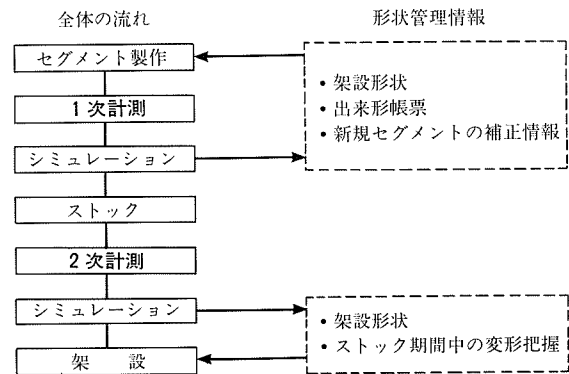 全体の流れ
形状管理情報
セグメント製作
1次計測
シミュレーション
ストック
2次計測
シミュレーション
架　設
・架設形状
・出来形帳票
・新規セグメントの補正情報
・架設形状
・ストック期間中の変形把握